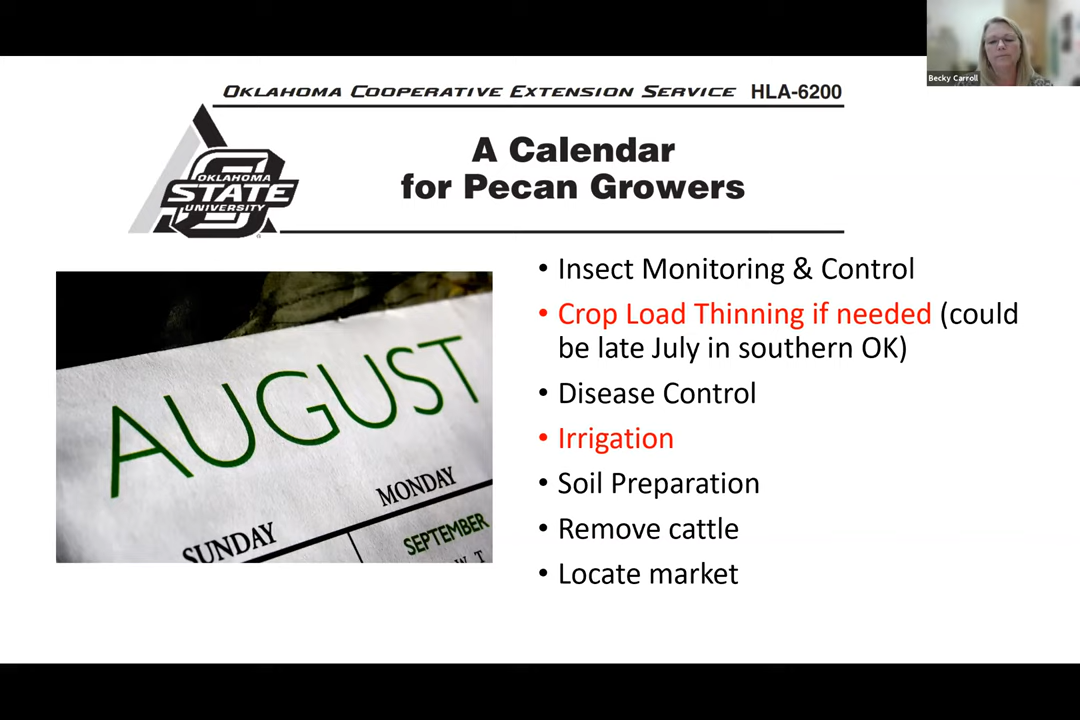 Becky Carroll
OKLAHOMA COOPERATIVE EXTENSION SERVICE HLA-6200
A Calendar
for Pecan Growers
OKLAHOMA
STATE
UNIVERSITY
• Insect Monitoring & Control
• Crop Load Thinning if needed (could
be late July in southern OK)
• Disease Control
• Irrigation
• Soil Preparation
• Remove cattle
• Locate market
AUGUST
SUNDAY
MONDAY
SEPTEMBER
W T